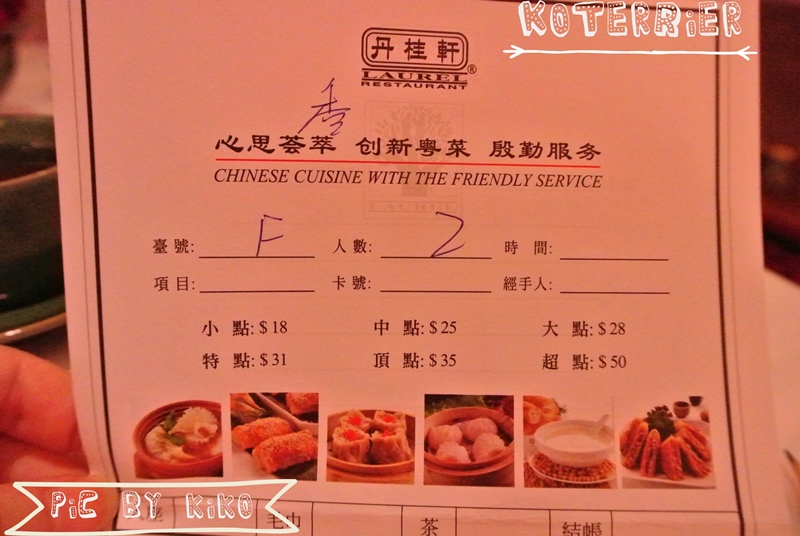 KOTERRiER
丹桂軒
LAUREL®
RESTAURANT
香
心思荟萃 创新粤菜 殷勤服务
CHINESE CUISINE WITH THE FRIENDLY SERVICE
臺號: F 人數: 2 時 間:
項目: 卡號: 經手人:
小 點: $18 中 點: $25 大 點: $28
特 點: $31 頂 點: $35 超 點: $50
PiC BY KiKO
毛巾 茶 結帳